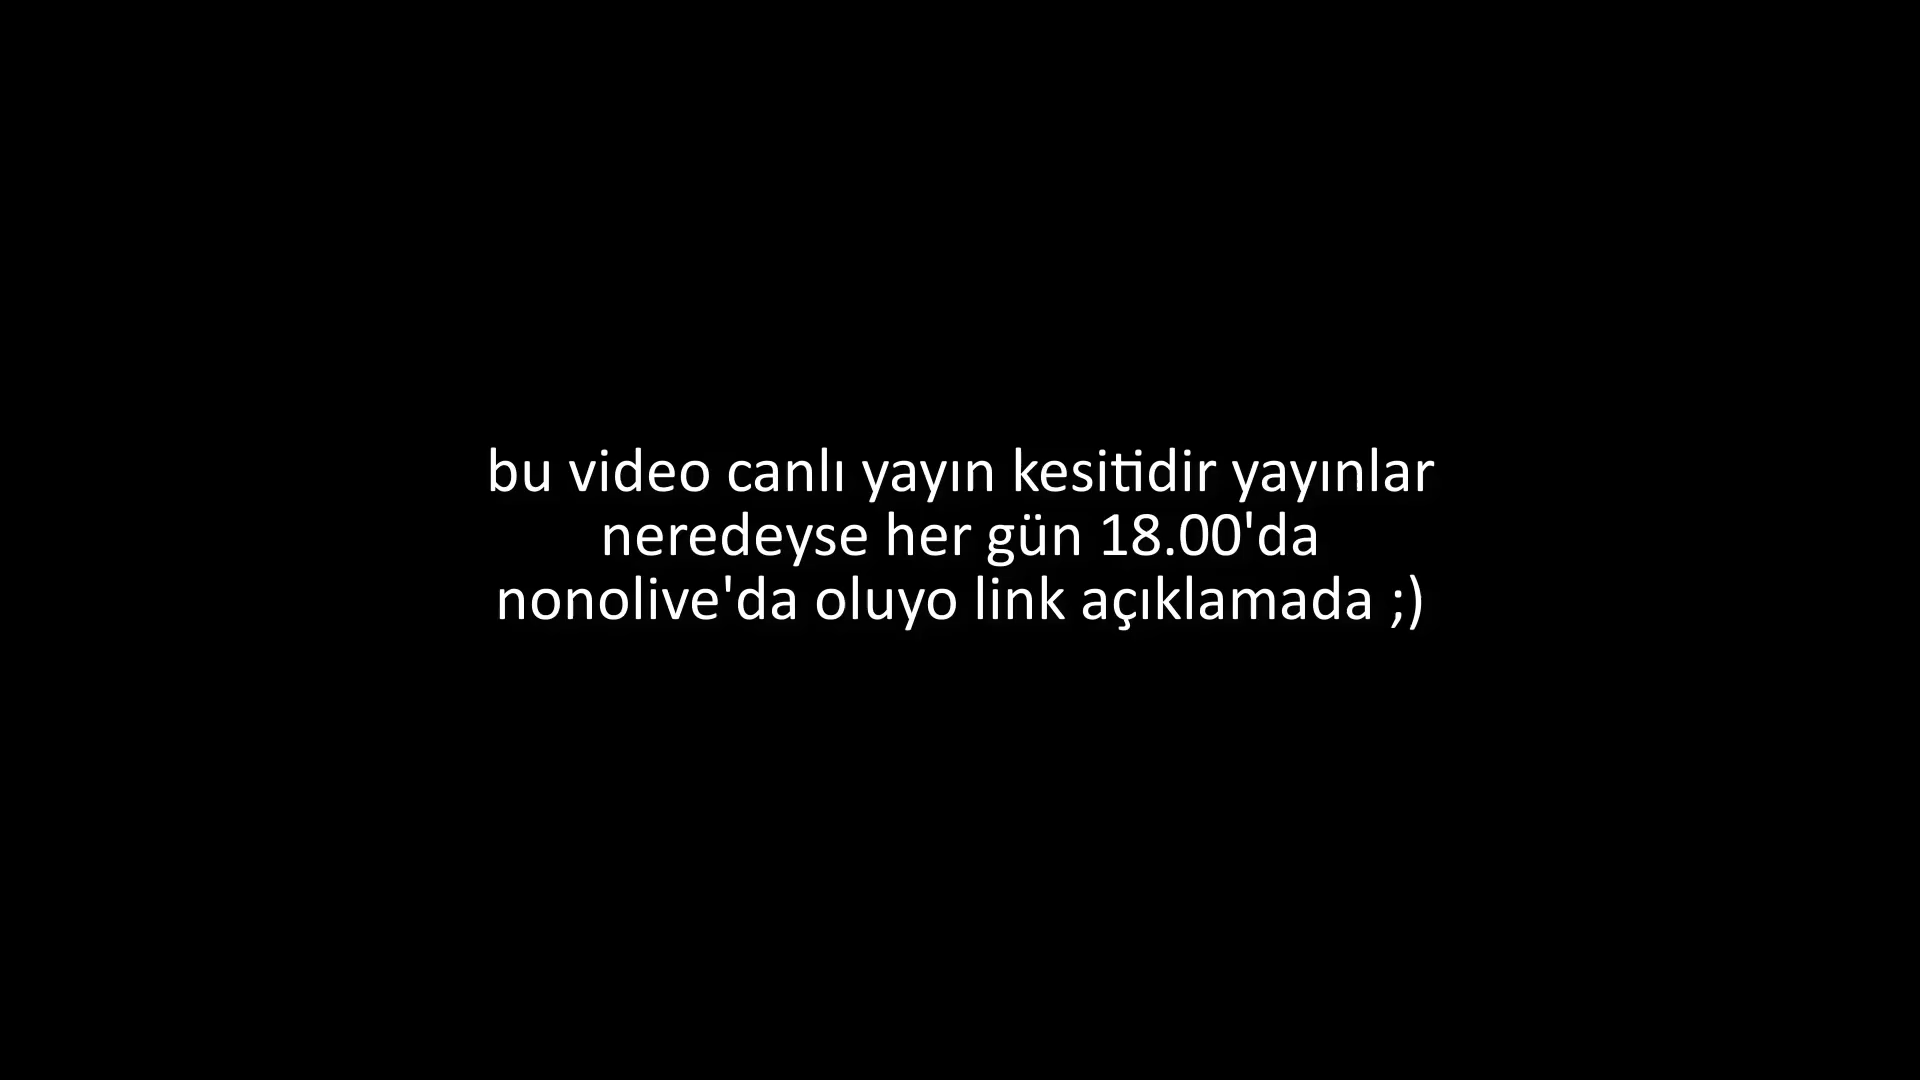 bu video canlı yayın kesitidir yayınlar
neredeyse her gün 18.00'da
nonolive'da oluyo link açıklamada ;)